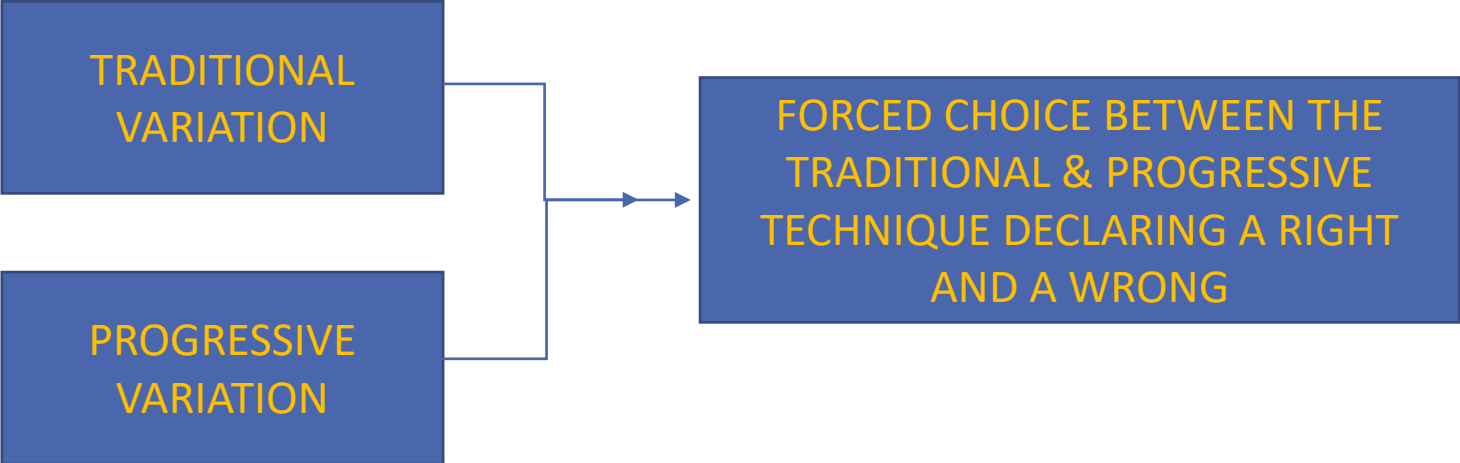 TRADITIONAL
VARIATION
PROGRESSIVE
VARIATION
FORCED CHOICE BETWEEN THE
TRADITIONAL & PROGRESSIVE
TECHNIQUE DECLARING A RIGHT
AND A WRONG